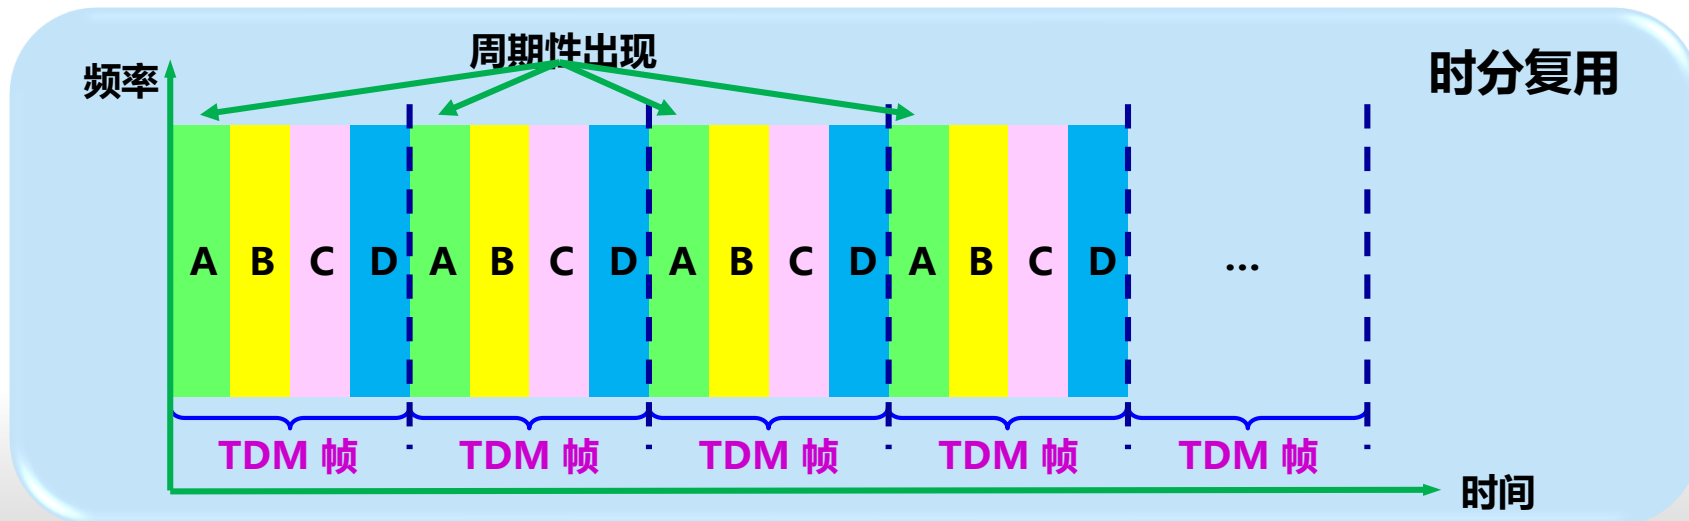 周期性出现
时分复用
频率
A B C D A B C D A B C D A B C D ...
TDM 帧 TDM 帧 TDM 帧 TDM 帧 TDM 帧
时间